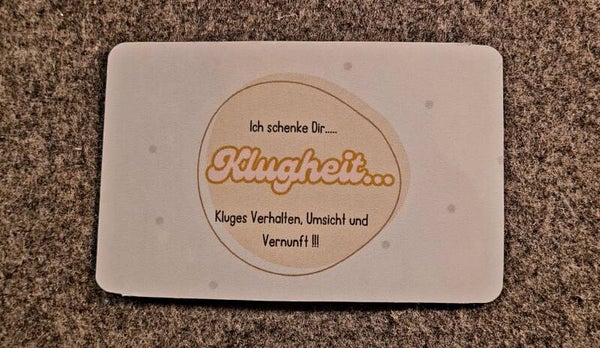 Ich schenke Dir.....
Klugheit...
Kluges Verhalten, Umsicht und
Vernunft !!!